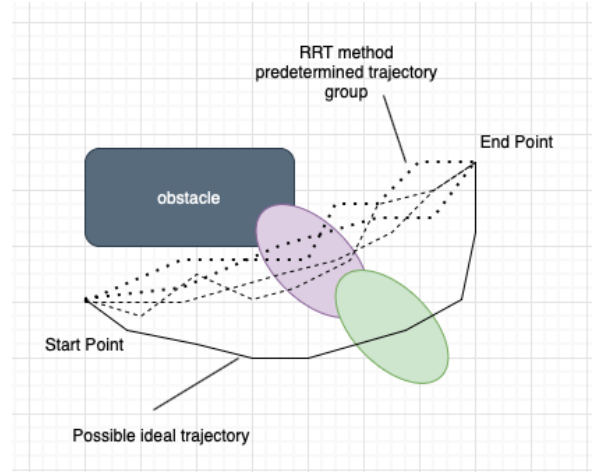 RRT method
predetermined trajectory
group
End Point
obstacle
Start Point
Possible ideal trajectory